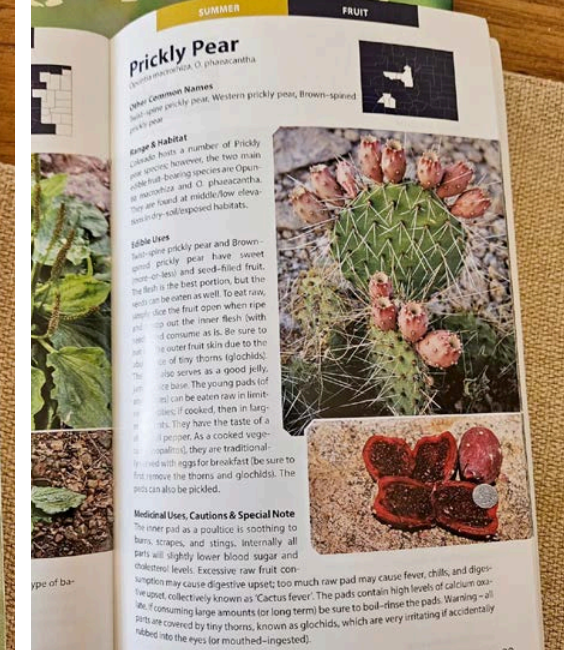 SUMMER
FRUIT
Prickly Pear
Opuntia macrorhiza, O. phaeacantha
Other Common Names
Twist-spine prickly pear, Western prickly pear, Brown-spined
prickly pear
Range & Habitat
Colorado hosts a number of Prickly
pear species; however, the two main
edible fruit-bearing species are Opun-
tia macrorhiza and O. phaeacantha.
They are found at middle/low eleva-
tions in dry-soil/exposed habitats.
Edible Uses
Twist-spine prickly pear and Brown-
spined prickly pear have sweet
(more-or-less) and seed-filled fruit.
The flesh is the best portion, but the
seeds can be eaten as well. To eat raw,
simply dice the fruit open when ripe
and out the inner flesh (with
consume as is. Be sure to
outer fruit skin due to the
of tiny thorns (glochids).
also serves as a good jelly,
base. The young pads (of
can be eaten raw in limit-
if cooked, then in larg-
They have the taste of a
pepper. As a cooked vege-
they are traditional-
served with eggs for breakfast (be sure to
first remove the thorns and glochids). The
pads can also be pickled.
Medicinal Uses, Cautions & Special Note
The inner pad as a poultice is soothing to
burns, scrapes, and stings. Internally all
parts will slightly lower blood sugar and
cholesterol levels. Excessive raw fruit con-
sumption may cause digestive upset; too much raw pad may cause fever, chills, and diges-
tive upset, collectively known as 'Cactus fever'. The pads contain high levels of calcium oxa-
late, if consuming large amounts (or long term) be sure to boil-rinse the pads. Warning – all
parts are covered by tiny thorns, known as glochids, which are very irritating if accidentally
rubbed into the eyes (or mouthed-ingested).
ype of ba-